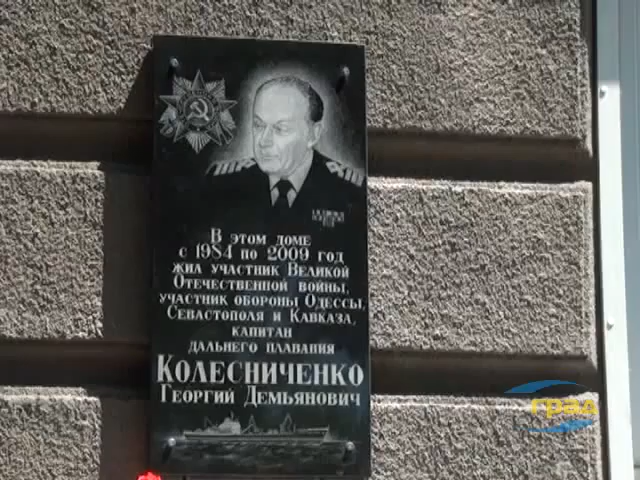 В этом доме
с 1984 по 2009 год
жил участник Великой
Отечественной войны,
участник обороны Одессы,
Севастополя и Кавказа,
капитан
дальнего плавания
Колесниченко
Георгий Демьянович
град